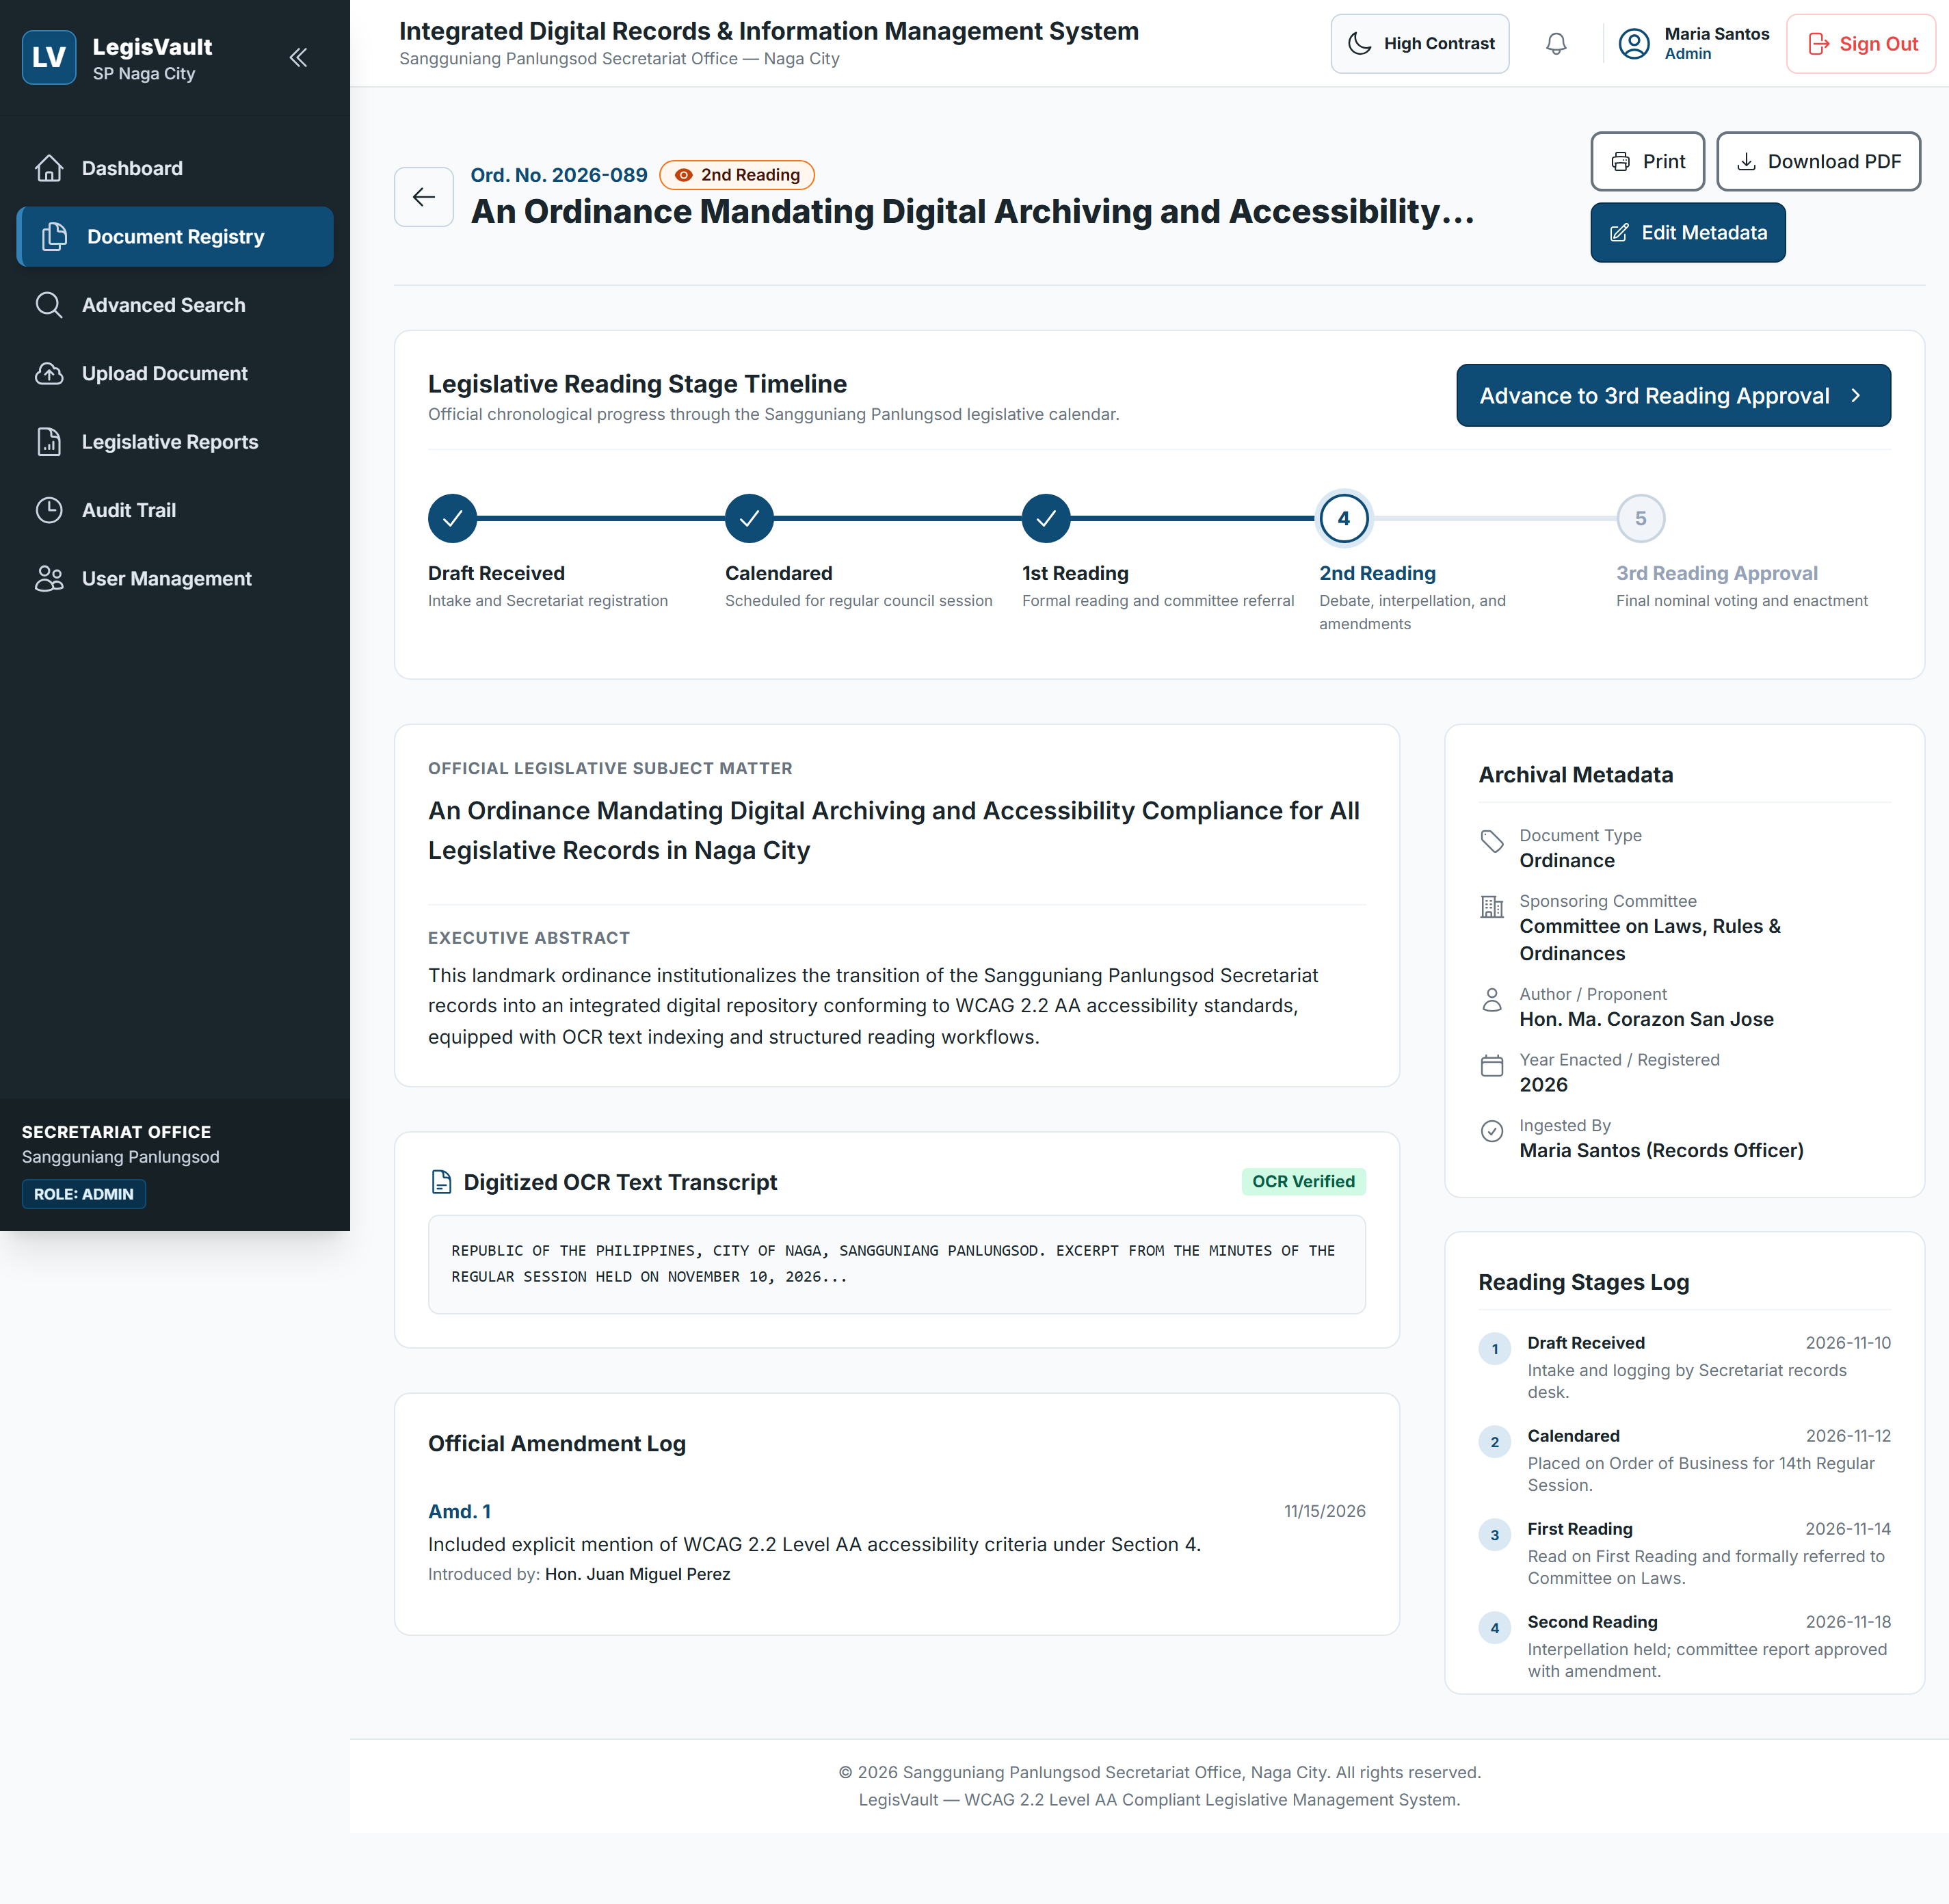 LV
LegisVault
SP Naga City
Dashboard
Document Registry
Advanced Search
Upload Document
Legislative Reports
Audit Trail
User Management
SECRETARIAT OFFICE
Sangguniang Panlungsod
ROLE: ADMIN
Integrated Digital Records & Information Management System
Sangguniang Panlungsod Secretariat Office — Naga City
High Contrast
Maria Santos
Admin
Sign Out
Ord. No. 2026-089
2nd Reading
An Ordinance Mandating Digital Archiving and Accessibility...
Print
Download PDF
Edit Metadata
Legislative Reading Stage Timeline
Official chronological progress through the Sangguniang Panlungsod legislative calendar.
Advance to 3rd Reading Approval
Draft Received
Intake and Secretariat registration
Calendared
Scheduled for regular council session
1st Reading
Formal reading and committee referral
4
2nd Reading
Debate, interpellation, and
amendments
5
3rd Reading Approval
Final nominal voting and enactment
OFFICIAL LEGISLATIVE SUBJECT MATTER
An Ordinance Mandating Digital Archiving and Accessibility Compliance for All
Legislative Records in Naga City
EXECUTIVE ABSTRACT
This landmark ordinance institutionalizes the transition of the Sangguniang Panlungsod Secretariat
records into an integrated digital repository conforming to WCAG 2.2 AA accessibility standards,
equipped with OCR text indexing and structured reading workflows.
Digitized OCR Text Transcript
OCR Verified
REPUBLIC OF THE PHILIPPINES, CITY OF NAGA, SANGGUNIANG PANLUNGSOD. EXCERPT FROM THE MINUTES OF THE
REGULAR SESSION HELD ON NOVEMBER 10, 2026...
Official Amendment Log
Amd. 1
11/15/2026
Included explicit mention of WCAG 2.2 Level AA accessibility criteria under Section 4.
Introduced by: Hon. Juan Miguel Perez
Archival Metadata
Document Type
Ordinance
Sponsoring Committee
Committee on Laws, Rules &
Ordinances
Author / Proponent
Hon. Ma. Corazon San Jose
Year Enacted / Registered
2026
Ingested By
Maria Santos (Records Officer)
Reading Stages Log
1
Draft Received
2026-11-10
Intake and logging by Secretariat records
desk.
2
Calendared
2026-11-12
Placed on Order of Business for 14th Regular
Session.
3
First Reading
2026-11-14
Read on First Reading and formally referred to
Committee on Laws.
4
Second Reading
2026-11-18
Interpellation held; committee report approved
with amendment.
© 2026 Sangguniang Panlungsod Secretariat Office, Naga City. All rights reserved.
LegisVault — WCAG 2.2 Level AA Compliant Legislative Management System.